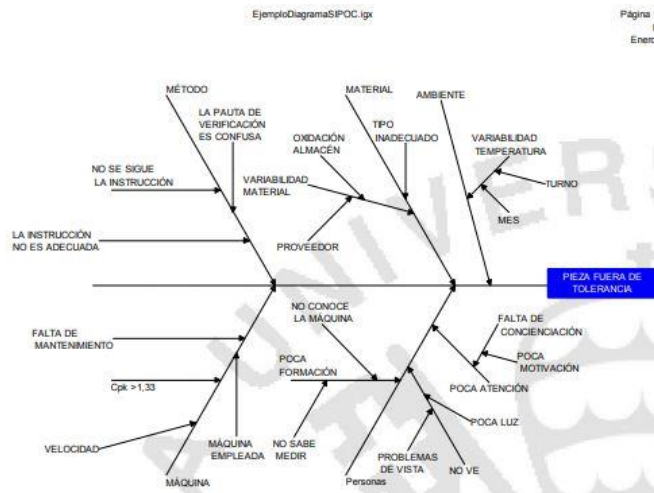 EjemploDiagramaSIPOC.igx
Página
MÉTODO
LA PAUTA DE
VERIFICACIÓN
ES CONFUSA
NO SE SIGUE
LA INSTRUCCIÓN
LA INSTRUCCIÓN
NO ES ADECUADA
MATERIAL
TIPO
INADECUADO
OXIDACIÓN
ALMACÉN
VARIABILIDAD
MATERIAL
PROVEEDOR
AMBIENTE
VARIABILIDAD
TEMPERATURA
TURNO
MES
PIEZA FUERA DE
TOLERANCIA
FALTA DE
MANTENIMIENTO
Cpk >1,33
VELOCIDAD
MÁQUINA
EMPLEADA
MÁQUINA
NO CONOCE
LA MÁQUINA
POCA
FORMACIÓN
NO SABE
MEDIR
Personas
PROBLEMAS
DE VISTA
NO VE
POCA LUZ
FALTA DE
CONCIENCIACIÓN
POCA
MOTIVACIÓN
POCA ATENCIÓN
UNIVERS